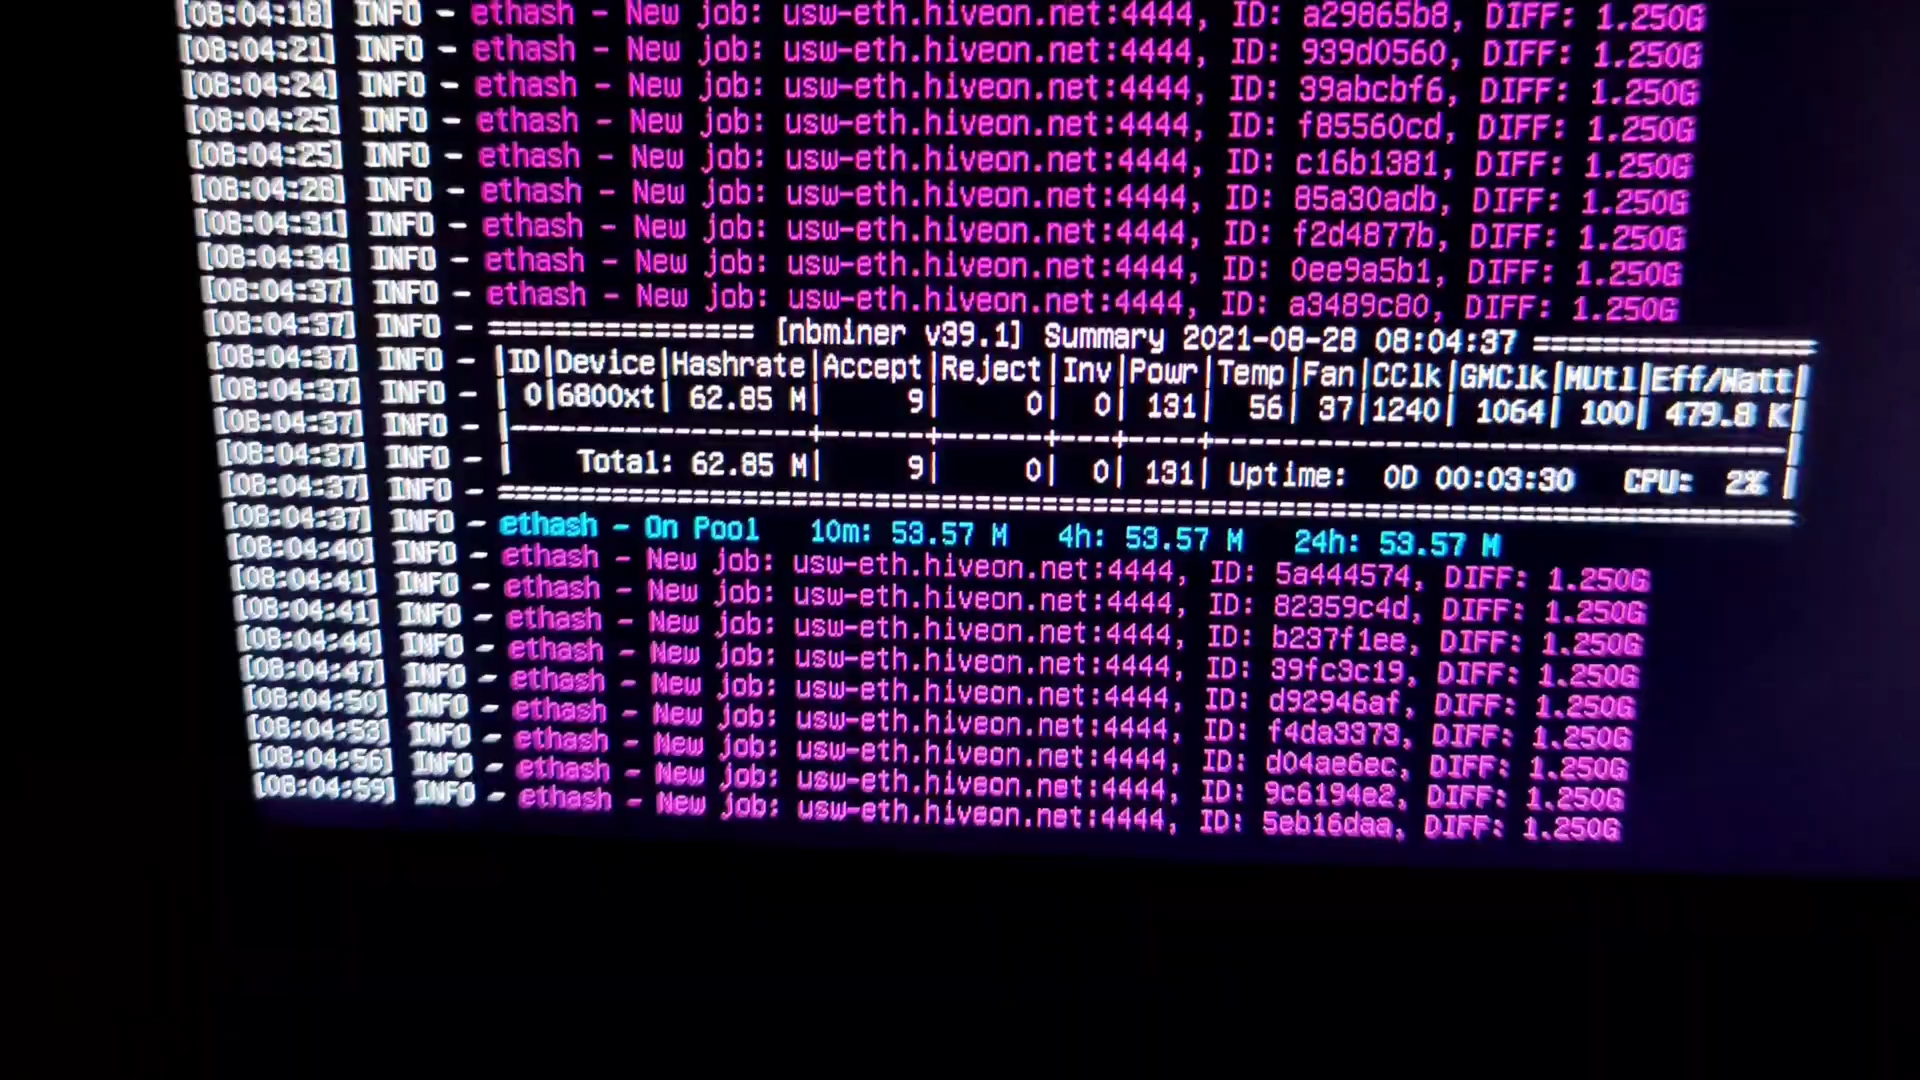 [08:04:18] INFO - ethash - New job: usw-eth.hiveon.net:4444, ID: a29865b8, DIFF: 1.250G
[08:04:21] INFO - ethash - New job: usw-eth.hiveon.net:4444, ID: 939d0560, DIFF: 1.250G
[08:04:24] INFO - ethash - New job: usw-eth.hiveon.net:4444, ID: 39abcbf6, DIFF: 1.250G
[08:04:25] INFO - ethash - New job: usw-eth.hiveon.net:4444, ID: f85560cd, DIFF: 1.250G
[08:04:25] INFO - ethash - New job: usw-eth.hiveon.net:4444, ID: c16b1381, DIFF: 1.250G
[08:04:28] INFO - ethash - New job: usw-eth.hiveon.net:4444, ID: 85a30adb, DIFF: 1.250G
[08:04:31] INFO - ethash - New job: usw-eth.hiveon.net:4444, ID: f2d4877b, DIFF: 1.250G
[08:04:34] INFO - ethash - New job: usw-eth.hiveon.net:4444, ID: 0ee9a5b1, DIFF: 1.250G
[08:04:37] INFO - ethash - New job: usw-eth.hiveon.net:4444, ID: a3489c80, DIFF: 1.250G
[08:04:37] INFO - ================ [nbminer v39.1] Summary 2021-08-28 08:04:37 =================
[08:04:37] INFO - |ID|Device|Hashrate|Accept|Reject|Inv|Powr|Temp|Fan|CClk|GMClk|MUtl|Eff/Watt|
[08:04:37] INFO - | 0|6800xt| 62.85 M| 9| 0| 0| 131| 56| 37|1240| 1064| 100| 479.8 K|
[08:04:37] INFO - |-----------------+------+------+---+----+----------------------------------|
[08:04:37] INFO - | Total: 62.85 M| 9| 0| 0| 131| Uptime: 0D 00:03:30 CPU: 2% |
[08:04:37] INFO - =============================================================================
[08:04:37] INFO - ethash - On Pool 10m: 53.57 M 4h: 53.57 M 24h: 53.57 M
[08:04:40] INFO - ethash - New job: usw-eth.hiveon.net:4444, ID: 5a444574, DIFF: 1.250G
[08:04:41] INFO - ethash - New job: usw-eth.hiveon.net:4444, ID: 82359c4d, DIFF: 1.250G
[08:04:41] INFO - ethash - New job: usw-eth.hiveon.net:4444, ID: b237f1ee, DIFF: 1.250G
[08:04:44] INFO - ethash - New job: usw-eth.hiveon.net:4444, ID: 39fc3c19, DIFF: 1.250G
[08:04:47] INFO - ethash - New job: usw-eth.hiveon.net:4444, ID: d92946af, DIFF: 1.250G
[08:04:50] INFO - ethash - New job: usw-eth.hiveon.net:4444, ID: f4da3373, DIFF: 1.250G
[08:04:53] INFO - ethash - New job: usw-eth.hiveon.net:4444, ID: d04ae6ec, DIFF: 1.250G
[08:04:56] INFO - ethash - New job: usw-eth.hiveon.net:4444, ID: 9c6194e2, DIFF: 1.250G
[08:04:59] INFO - ethash - New job: usw-eth.hiveon.net:4444, ID: 5eb16daa, DIFF: 1.250G